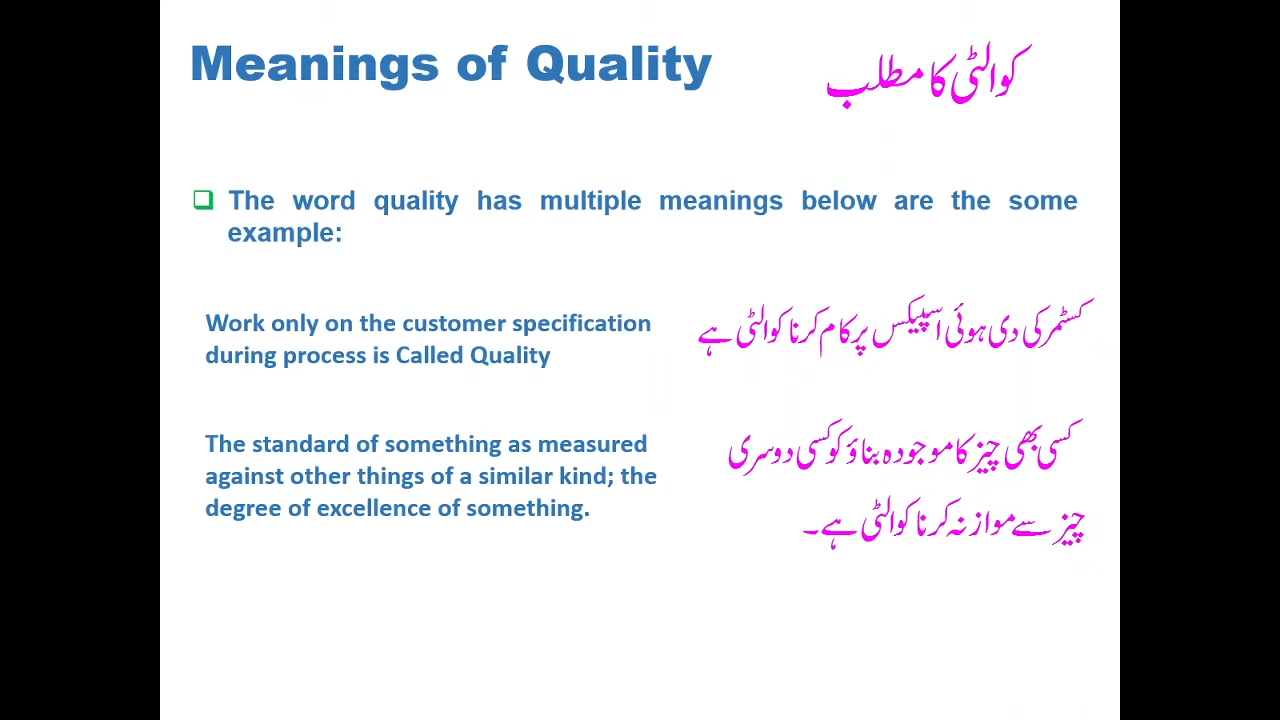 Meanings of Quality
کوالٹی کا مطلب
The word quality has multiple meanings below are the some
example:
Work only on the customer specification
during process is Called Quality
کسٹمر کی دی ہوئی اسپیکس پر کام کرنا کوالٹی ہے
The standard of something as measured
against other things of a similar kind; the
degree of excellence of something.
کسی بھی چیز کا موجودہ بناؤ کو کسی دوسری
چیز سے موازنہ کرنا کوالٹی ہے۔